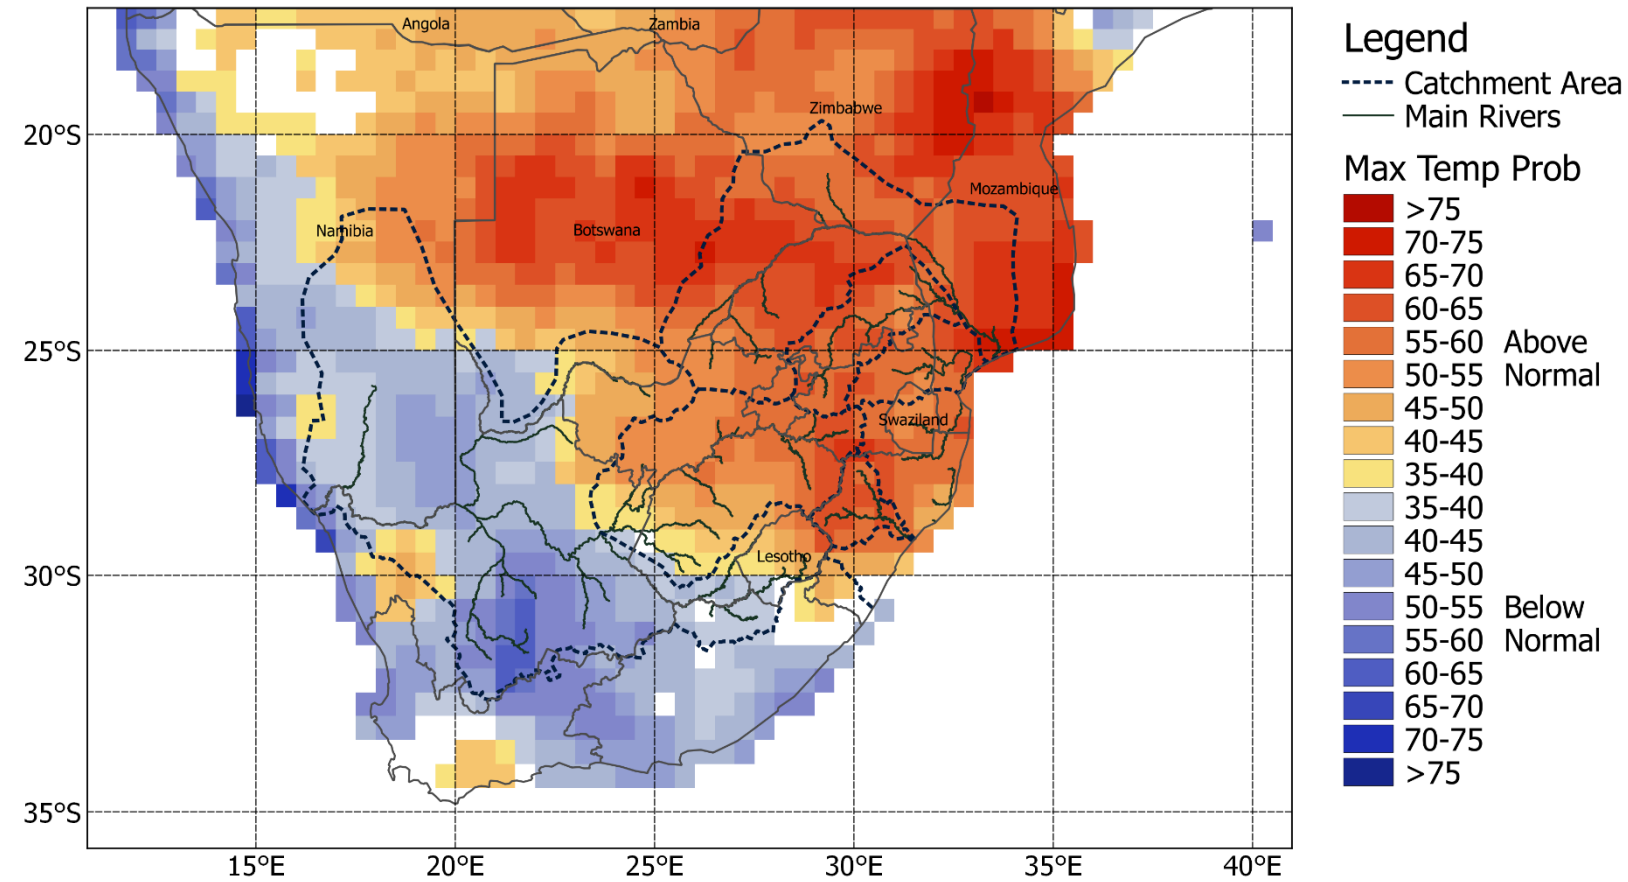 Angola
Zambia
Zimbabwe
Mozambique
Namibia
Botswana
Swaziland
Lesotho
20°S
25°S
30°S
35°S
15°E
20°E
25°E
30°E
35°E
40°E
Legend
Catchment Area
Main Rivers
Max Temp Prob
>75
70-75
65-70
60-65
55-60 Above
50-55 Normal
45-50
40-45
35-40
35-40
40-45
45-50
50-55 Below
55-60 Normal
60-65
65-70
70-75
>75